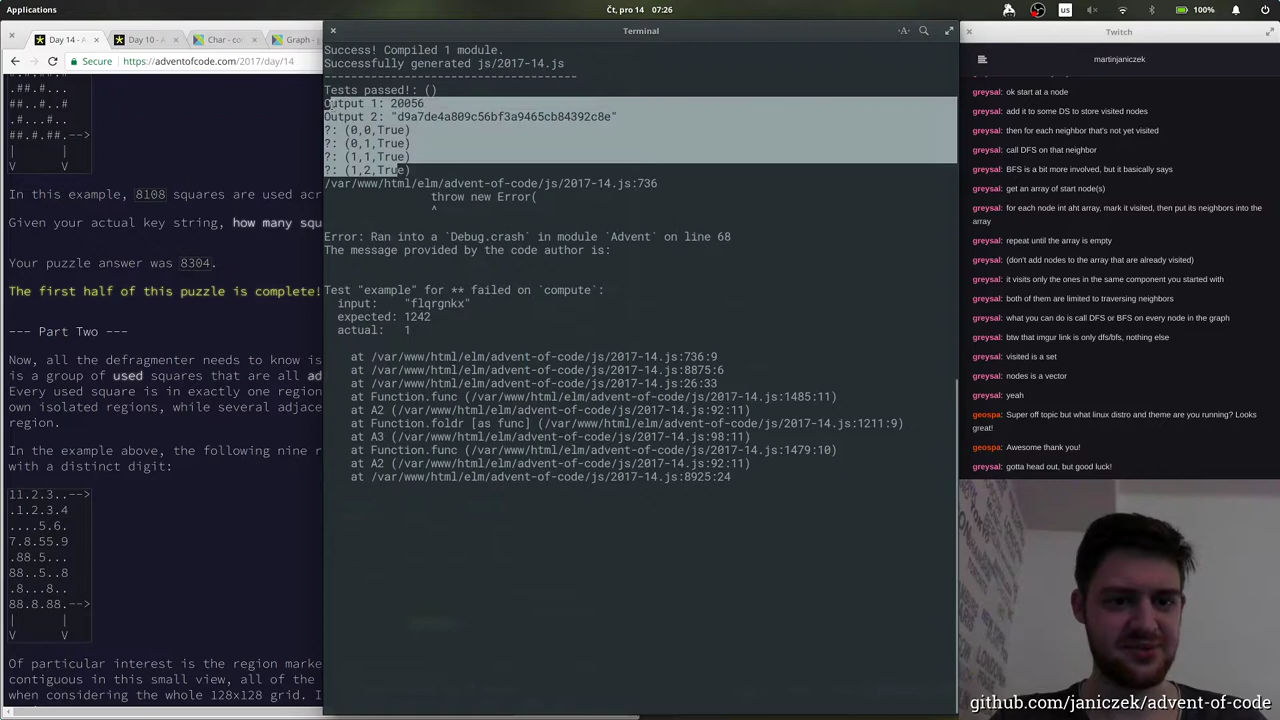 Applications
Čt, pro 14 07:26
us
100%
Day 14 - A
Day 10 - A
Char - co
Graph - g
Secure https://adventofcode.com/2017/day/14
#.#.##.#
.##.#...
##..#..#
.#...#..
##.#.##.-->
| |
V V
In this example, 8108 squares are used acr
Given your actual key string, how many squ
Your puzzle answer was 8304.
The first half of this puzzle is complete!
--- Part Two ---
Now, all the defragmenter needs to know is
is a group of used squares that are all ad
Every used square is in exactly one region
own isolated regions, while several adjace
region.
In the example above, the following nine r
with a distinct digit:
11.2.3..-->
.1.2.3.4
....5.6.
7.8.55.9
.88.5...
88..5..8
.8...8..
88.8.88.-->
| |
V V
Of particular interest is the region marke
contiguous in this small view, all of the
when considering the whole 128x128 grid. I
Terminal
Success! Compiled 1 module.
Successfully generated js/2017-14.js
--------------------------------------
Tests passed!: ()
Output 1: 20056
Output 2: "d9a7de4a809c56bf3a9465cb84392c8e"
?: (0,0,True)
?: (0,1,True)
?: (1,1,True)
?: (1,2,True)
/var/www/html/elm/advent-of-code/js/2017-14.js:736
throw new Error(
^
Error: Ran into a `Debug.crash` in module `Advent` on line 68
The message provided by the code author is:
Test "example" for ** failed on `compute`:
input: "flqrgnkx"
expected: 1242
actual: 1
at /var/www/html/elm/advent-of-code/js/2017-14.js:736:9
at /var/www/html/elm/advent-of-code/js/2017-14.js:8875:6
at /var/www/html/elm/advent-of-code/js/2017-14.js:26:33
at Function.func (/var/www/html/elm/advent-of-code/js/2017-14.js:1485:11)
at A2 (/var/www/html/elm/advent-of-code/js/2017-14.js:92:11)
at Function.foldr [as func] (/var/www/html/elm/advent-of-code/js/2017-14.js:1211:9)
at A3 (/var/www/html/elm/advent-of-code/js/2017-14.js:98:11)
at Function.func (/var/www/html/elm/advent-of-code/js/2017-14.js:1479:10)
at A2 (/var/www/html/elm/advent-of-code/js/2017-14.js:92:11)
at /var/www/html/elm/advent-of-code/js/2017-14.js:8925:24
Twitch
martinjaniczek
greysal: ok start at a node
greysal: add it to some DS to store visited nodes
greysal: then for each neighbor that's not yet visited
greysal: call DFS on that neighbor
greysal: BFS is a bit more involved, but it basically says
greysal: get an array of start node(s)
greysal: for each node int aht array, mark it visited, then put its neighbors into the
array
greysal: repeat until the array is empty
greysal: (don't add nodes to the array that are already visited)
greysal: it visits only the ones in the same component you started with
greysal: both of them are limited to traversing neighbors
greysal: what you can do is call DFS or BFS on every node in the graph
greysal: btw that imgur link is only dfs/bfs, nothing else
greysal: visited is a set
greysal: nodes is a vector
greysal: yeah
geospa: Super off topic but what linux distro and theme are you running? Looks
great!
geospa: Awesome thank you!
greysal: gotta head out, but good luck!
github.com/janiczek/advent-of-code